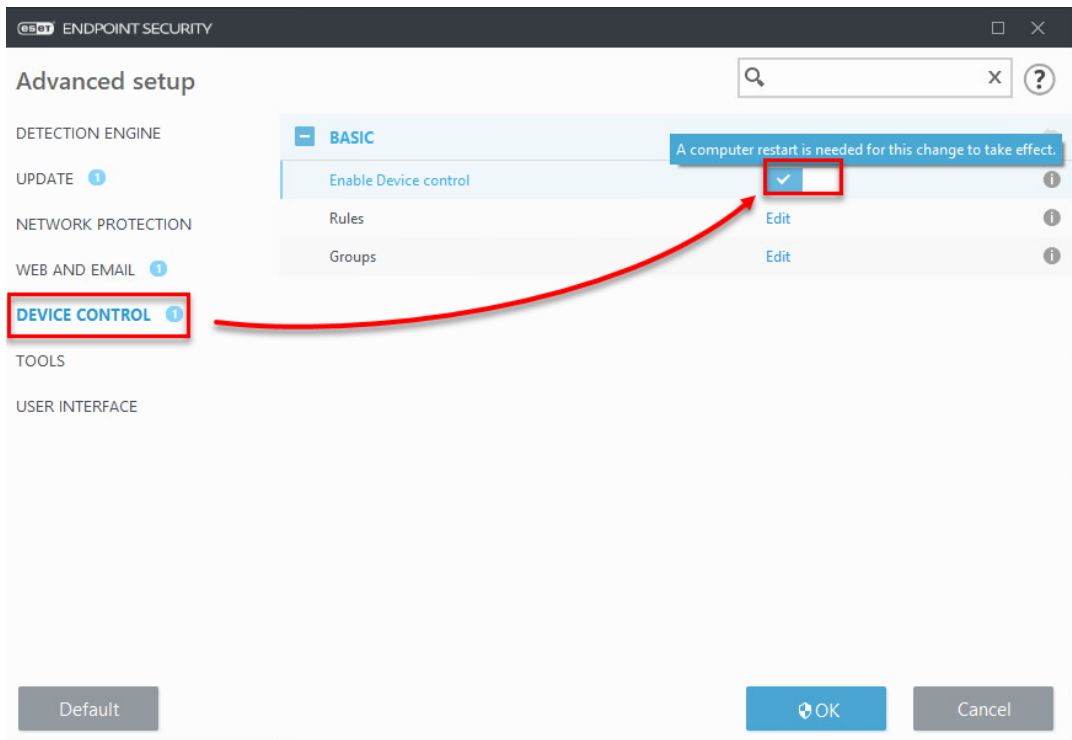 eset ENDPOINT SECURITY
Advanced setup
x
?
DETECTION ENGINE
UPDATE 1
NETWORK PROTECTION
WEB AND EMAIL 1
DEVICE CONTROL 1
TOOLS
USER INTERFACE
BASIC
A computer restart is needed for this change to take effect.
Enable Device control
i
Rules Edit i
Groups Edit i
Default
OK
Cancel